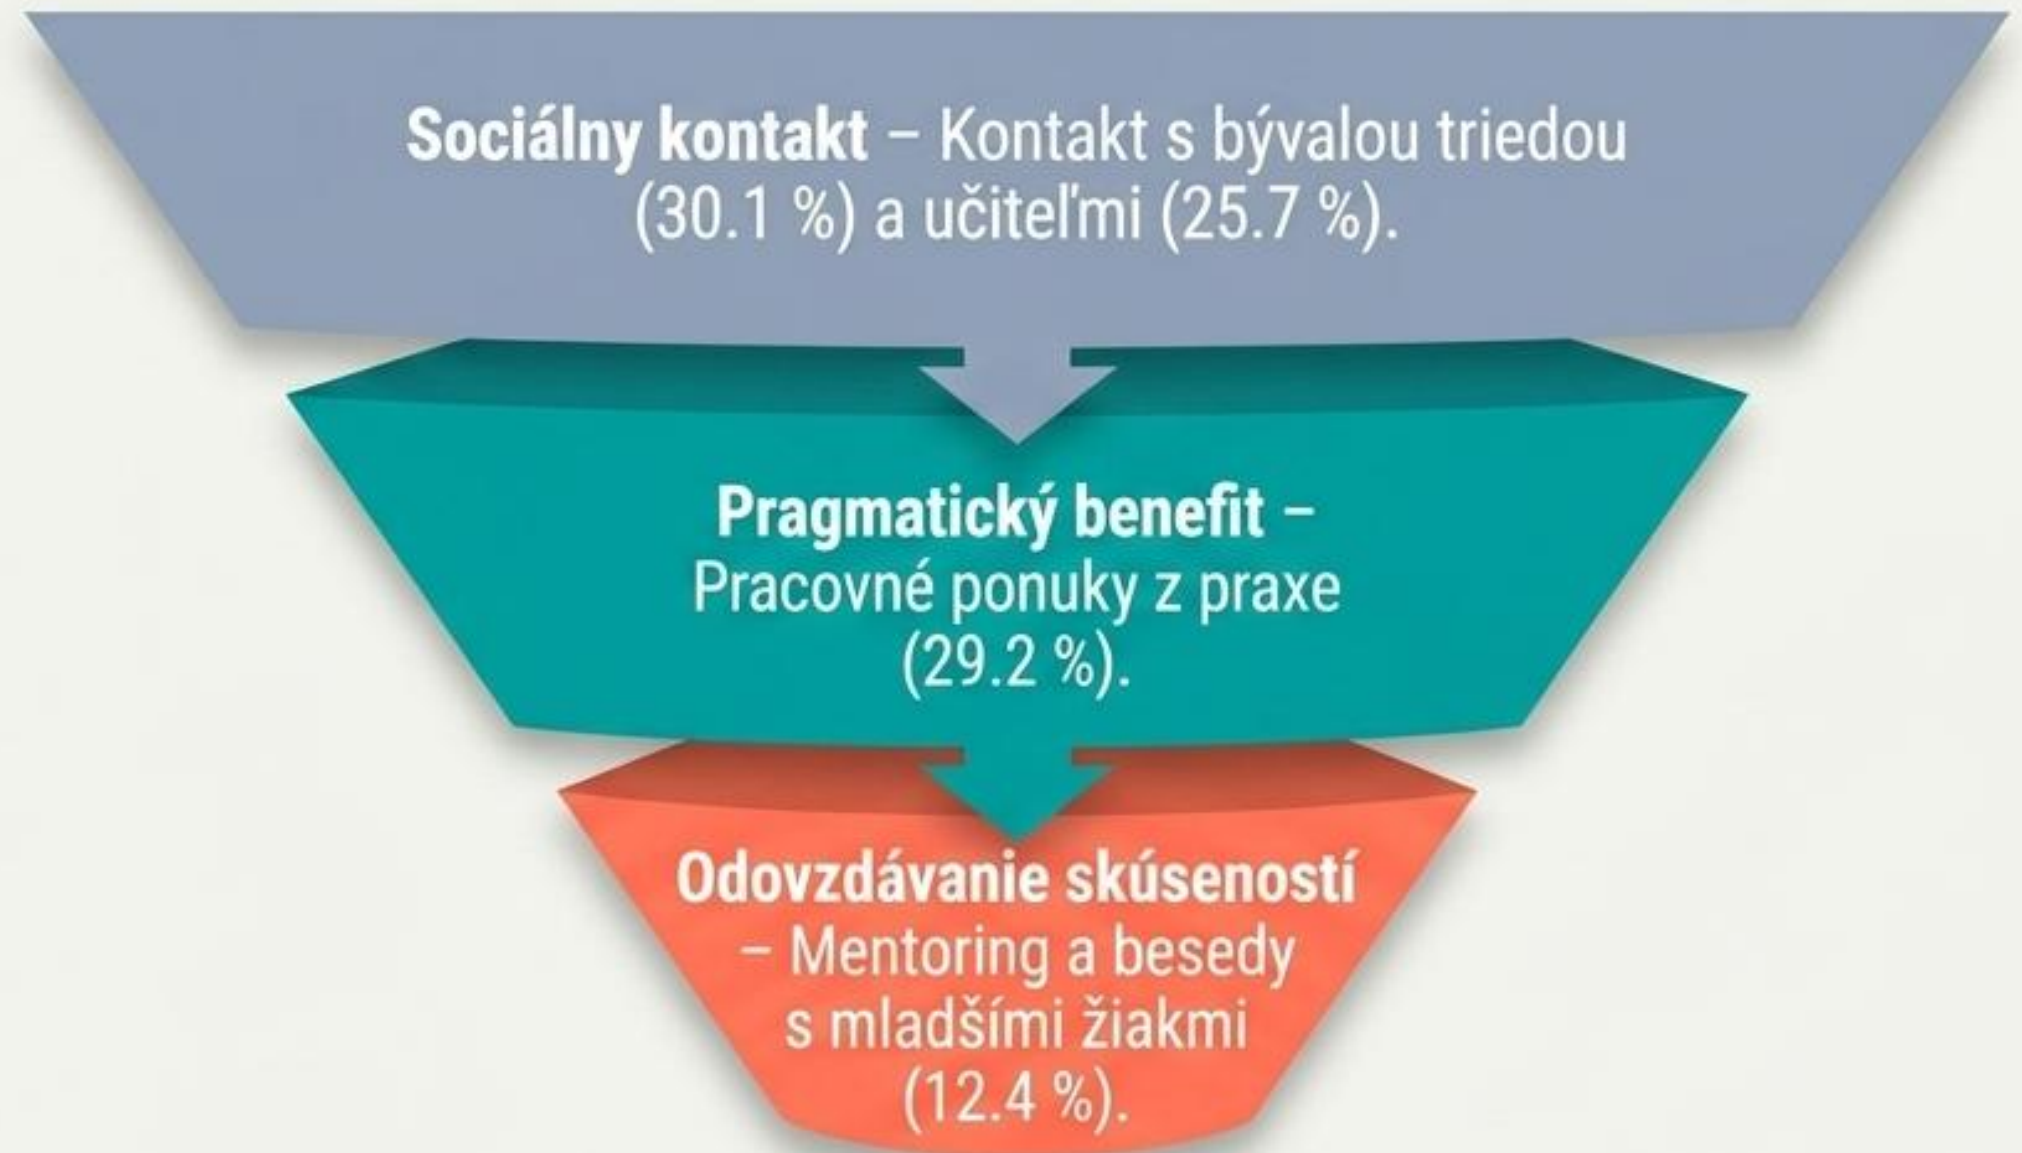 Sociálny kontakt – Kontakt s bývalou triedou
(30.1 %) a učiteľmi (25.7 %).
Pragmatický benefit –
Pracovné ponuky z praxe
(29.2 %).
Odovzdávanie skúseností
– Mentoring a besedy
s mladšími žiakmi
(12.4 %).